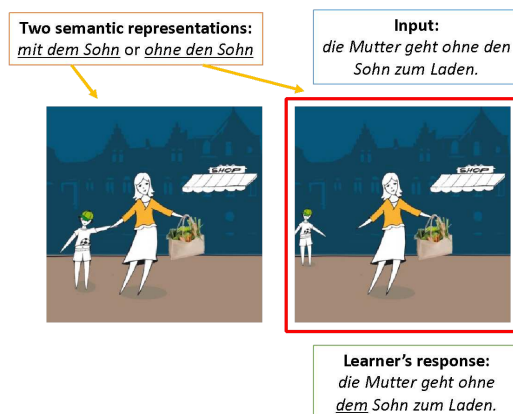 Two semantic representations:
mit dem Sohn or ohne den Sohn
Input:
die Mutter geht ohne den
Sohn zum Laden.
SHOP
SHOP
Learner's response:
die Mutter geht ohne
dem Sohn zum Laden.